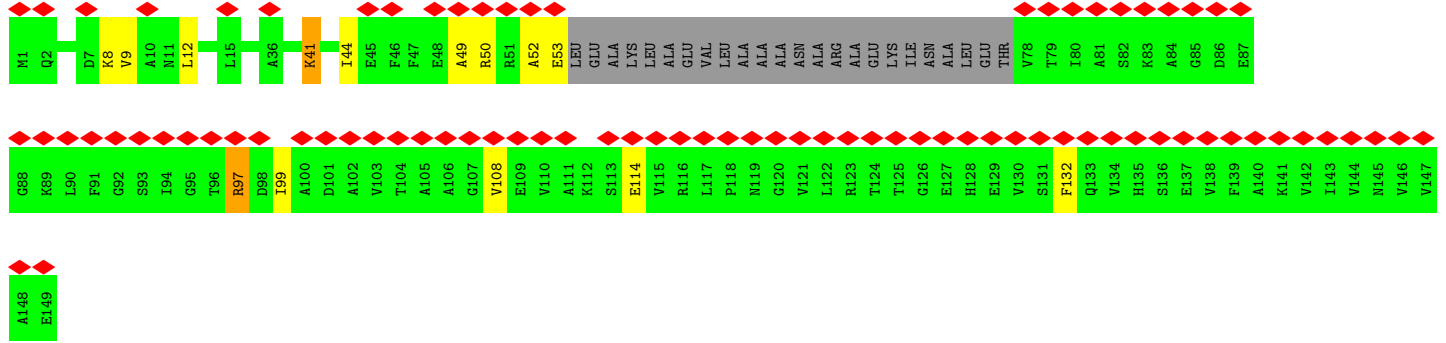 M1 Q2 D7 K8 V9 A10 N11 L12 L15 A36 K41 I44 E45 F46 F47 E48 A49 R50 R51 A52 E53 LEU GLU ALA LYS LEU ALA GLU VAL LEU ALA ALA ALA ASN ALA ARG ALA GLU LYS ILE ASN ALA LEU GLU THR V78 T79 I80 A81 S82 K83 A84 G85 D86 E87
G88 K89 L90 F91 G92 S93 I94 G95 T96 R97 D98 I99 A100 D101 A102 V103 T104 A105 A106 G107 V108 E109 V110 A111 K112 S113 E114 V115 R116 L117 P118 N119 G120 V121 L122 R123 T124 T125 G126 E127 H128 E129 V130 S131 F132 Q133 V134 H135 S136 E137 V138 F139 A140 K141 V142 I143 V144 N145 V146 V147
A148 E149